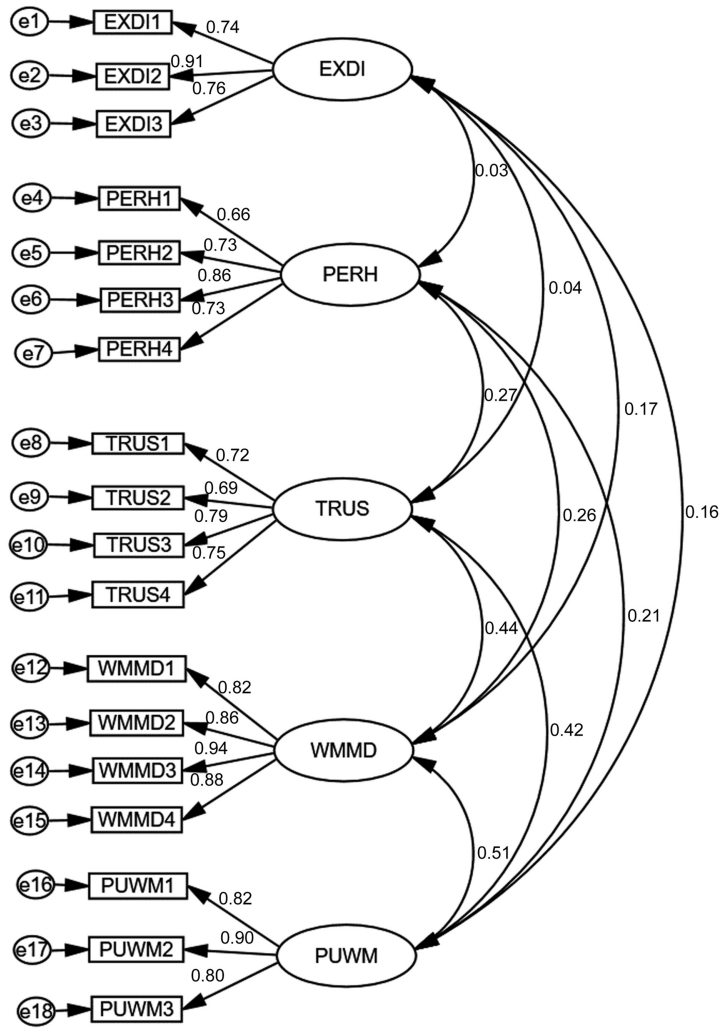 e1 EXDI1 0.74
EXDI
e2 EXDI2 0.91
0.76
e3 EXDI3
0.03
e4 PERH1 0.66
e5 PERH2 0.73
PERH
0.86
e6 PERH3 0.73
0.04
e7 PERH4
0.27
0.17
e8 TRUS1 0.72
e9 TRUS2 0.69
TRUS
0.79
0.26
0.16
e10 TRUS3 0.75
e11 TRUS4
0.21
0.44
e12 WMMD1 0.82
e13 WMMD2 0.86
0.42
0.94
WMMD
e14 WMMD3 0.88
e15 WMMD4
0.51
e16 PUWM1 0.82
e17 PUWM2 0.90
PUWM
0.80
e18 PUWM3